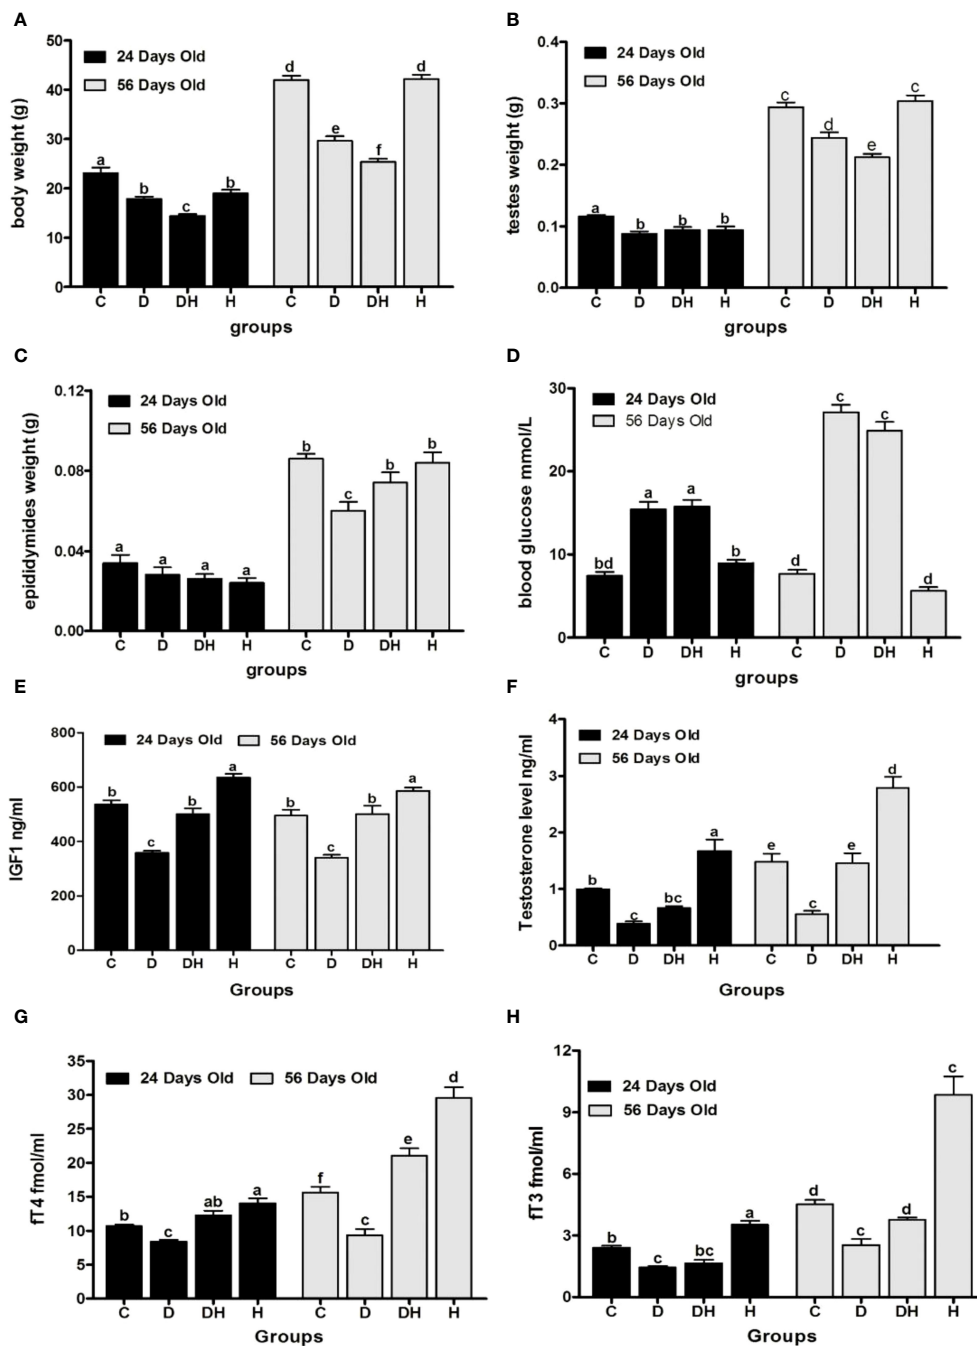 A
body weight (g)
50
40
30
20
10
0
24 Days Old
56 Days Old
a
b
c
b
d
e
f
d
C D DH H C D DH H
groups
B
testes weight (g)
0.4
0.3
0.2
0.1
0.0
24 Days Old
56 Days Old
a
b
b
b
c
d
e
c
C D DH H C D DH H
groups
C
epididymides weight (g)
0.12
0.08
0.04
0.00
24 Days Old
56 Days Old
a
a
a
a
b
c
b
b
C D DH H C D DH H
groups
D
blood glucose mmol/L
30
20
10
0
24 Days Old
56 Days Old
bd
a
a
b
d
c
c
d
C D DH H C D DH H
groups
E
IGF1 ng/ml
800
600
400
200
0
24 Days Old 56 Days Old
b
c
b
a
b
c
b
a
C D DH H C D DH H
Groups
F
Testosterone level ng/ml
4
3
2
1
0
24 Days Old
56 Days Old
b
c
bc
a
e
c
e
d
C D DH H C D DH H
Groups
G
fT4 fmol/ml
35
30
25
20
15
10
5
0
24 Days Old 56 Days Old
b
c
ab
a
f
c
e
d
C D DH H C D DH H
Groups
H
fT3 fmol/ml
12
9
6
3
0
24 Days Old
56 Days Old
b
c
bc
a
d
c
d
c
C D DH H C D DH H
Groups